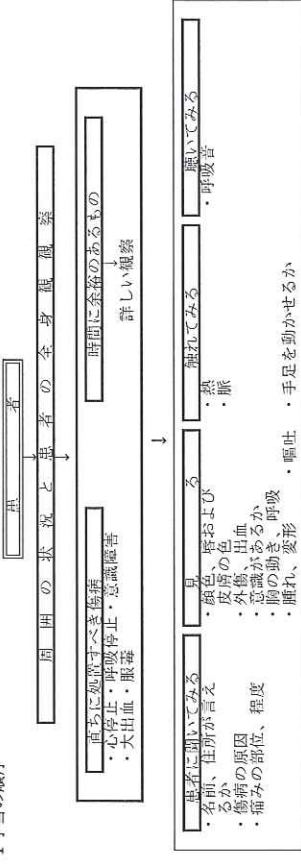 患者
↓
周囲の状況と患者の全身観察
↓
直ちに処置すべき傷病
・心停止・呼吸停止・意識障害
・大出血・服毒
時間に余裕のあるもの
↓
詳しい観察
↓
患者に聞いてみる
・名前、住所が言え
るか
・傷病の原因
・痛みの部位、程度
見る
・顔色、唇および
皮膚の色
・外傷、出血
・意識があるか
・胸の動き、呼吸
・腫れ、変形
・嘔吐
・手足を動かせるか
触れてみる
・熱
・脈
聴いてみる
・呼吸音